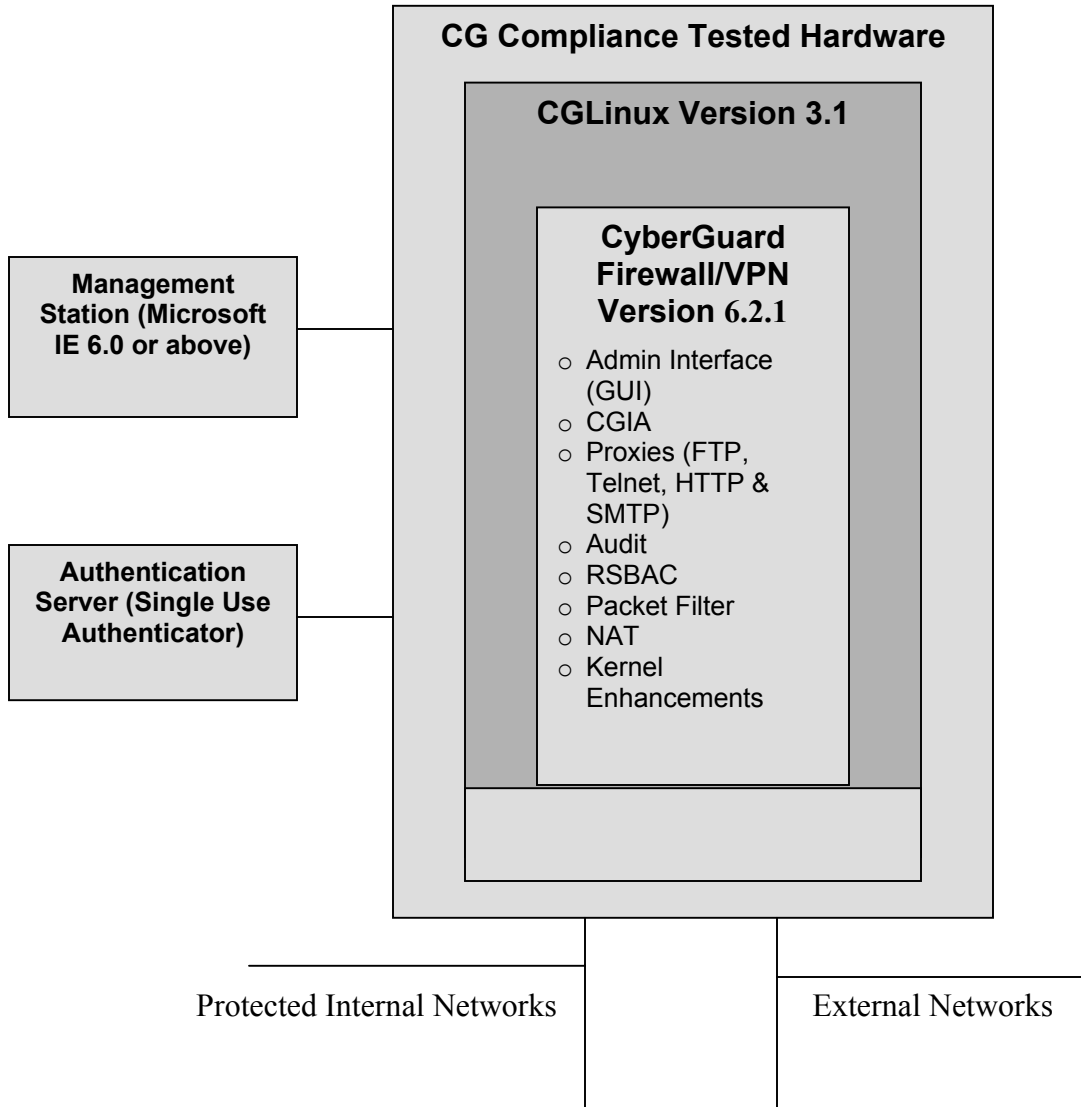 CG Compliance Tested Hardware
CGLinux Version 3.1
CyberGuard
Firewall/VPN
Version 6.2.1
○ Admin Interface
(GUI)
○ CGIA
○ Proxies (FTP,
Telnet, HTTP &
SMTP)
○ Audit
○ RSBAC
○ Packet Filter
○ NAT
○ Kernel
Enhancements
Management
Station (Microsoft
IE 6.0 or above)
Authentication
Server (Single Use
Authenticator)
Protected Internal Networks
External Networks